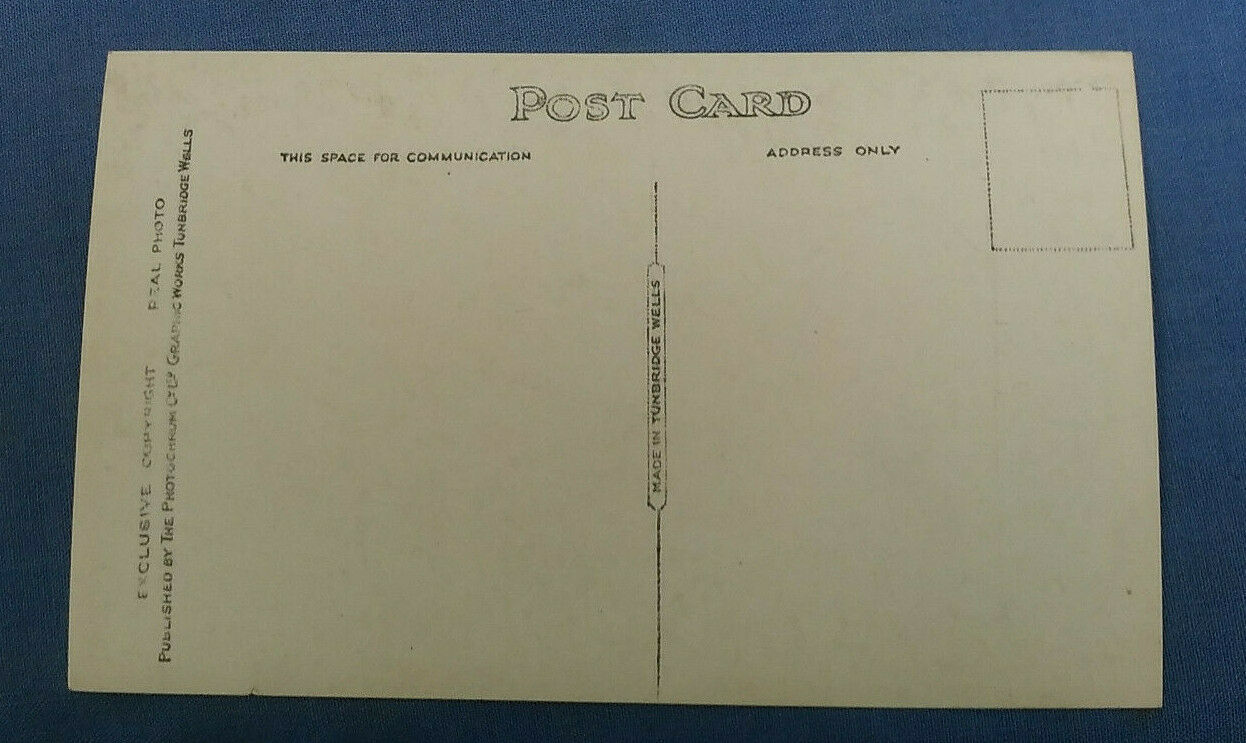 POST CARD
THIS SPACE FOR COMMUNICATION
ADDRESS ONLY
EXCLUSIVE COPYRIGHT REAL PHOTO
PUBLISHED BY THE PHOTOCHROM CO LTD GRAPHIC WORKS TUNBRIDGE WELLS
MADE IN TUNBRIDGE WELLS